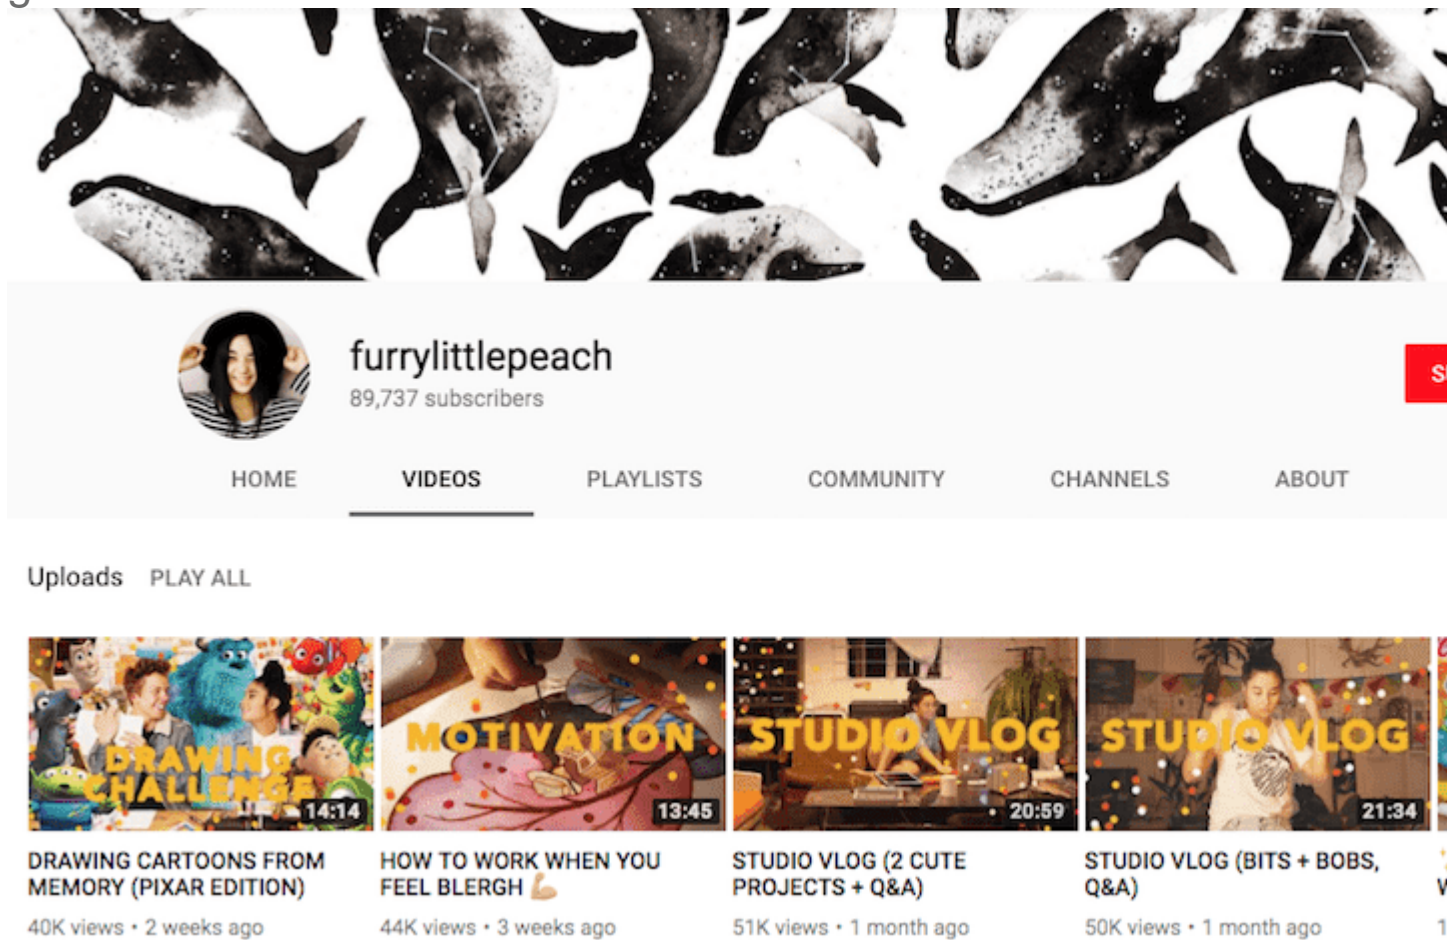 furrylittlepeach
89,737 subscribers
HOME VIDEOS PLAYLISTS COMMUNITY CHANNELS ABOUT
Uploads PLAY ALL
DRAWING
CHALLENGE
14:14
MOTIVATION
13:45
STUDIO VLOG
20:59
STUDIO VLOG
21:34
DRAWING CARTOONS FROM
MEMORY (PIXAR EDITION)
40K views • 2 weeks ago
HOW TO WORK WHEN YOU
FEEL BLERGH 💪🏼
44K views • 3 weeks ago
STUDIO VLOG (2 CUTE
PROJECTS + Q&A)
51K views • 1 month ago
STUDIO VLOG (BITS + BOBS,
Q&A)
50K views • 1 month ago